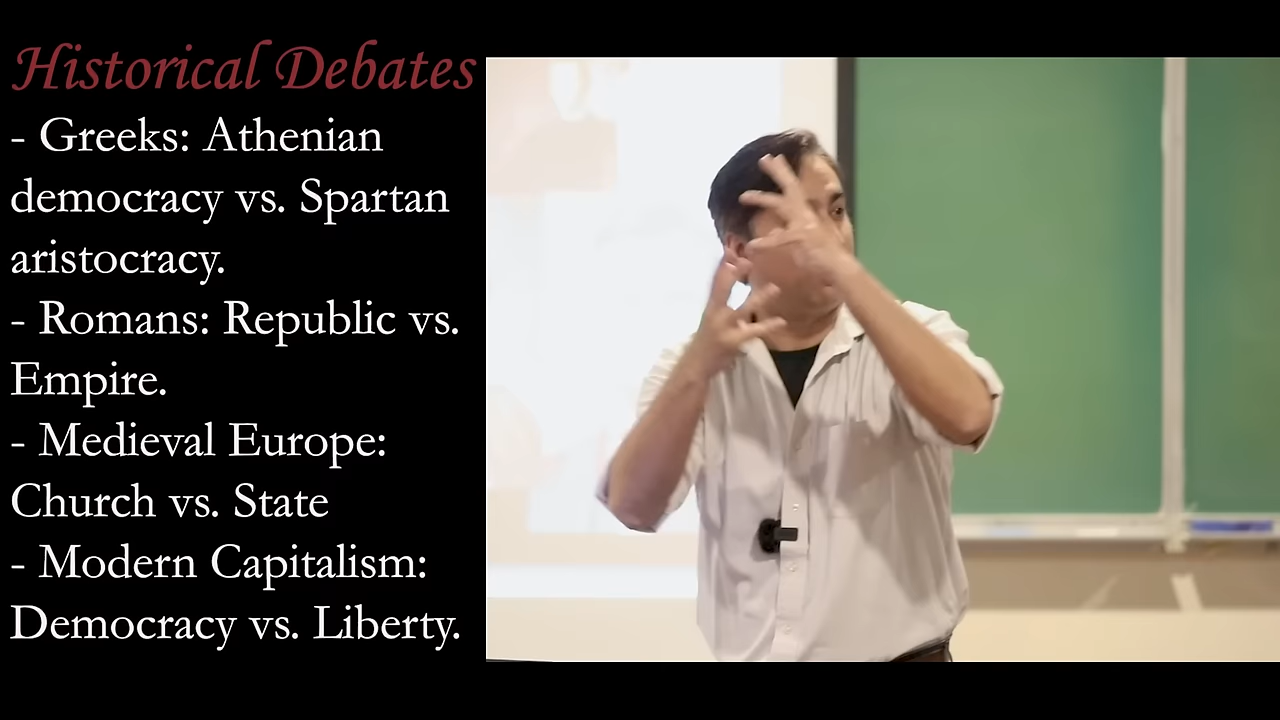 Historical Debates
- Greeks: Athenian
democracy vs. Spartan
aristocracy.
- Romans: Republic vs.
Empire.
- Medieval Europe:
Church vs. State
- Modern Capitalism:
Democracy vs. Liberty.